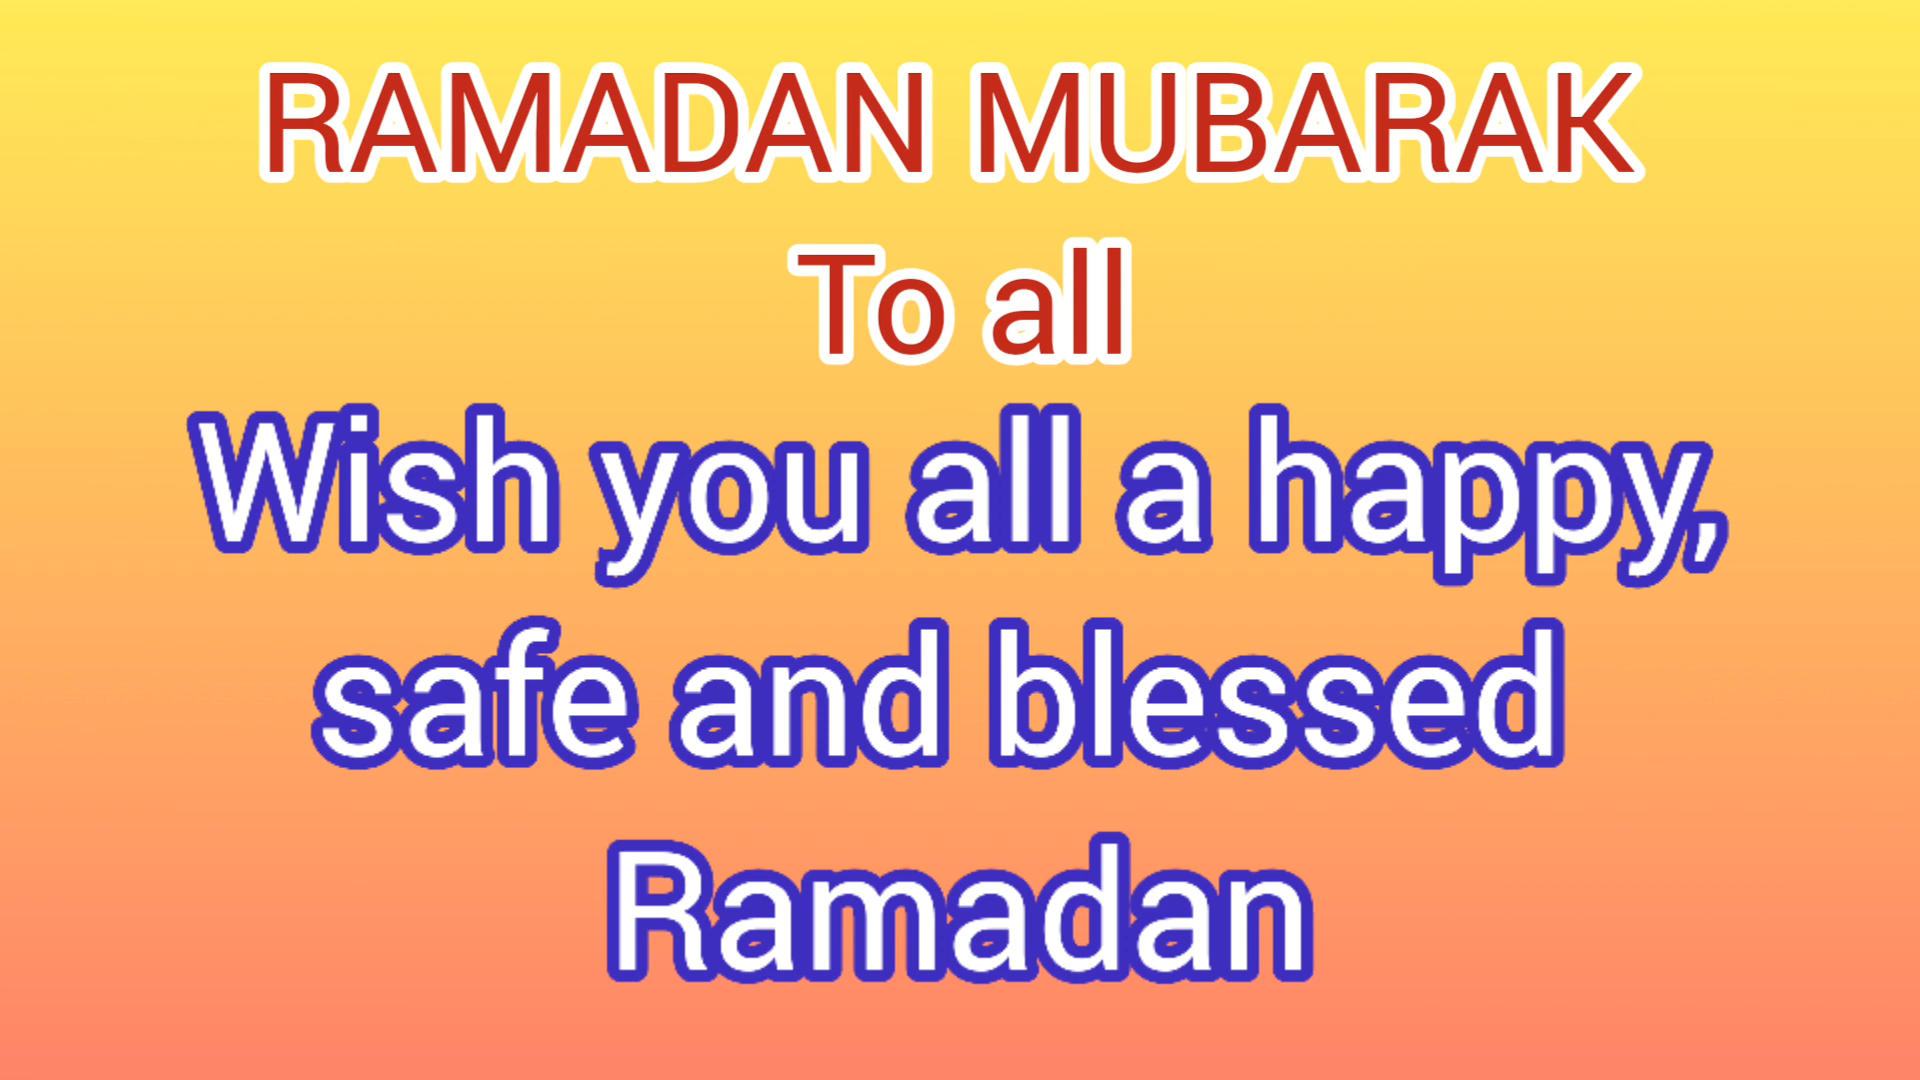 RAMADAN MUBARAK
To all
Wish you all a happy,
safe and blessed
Ramadan